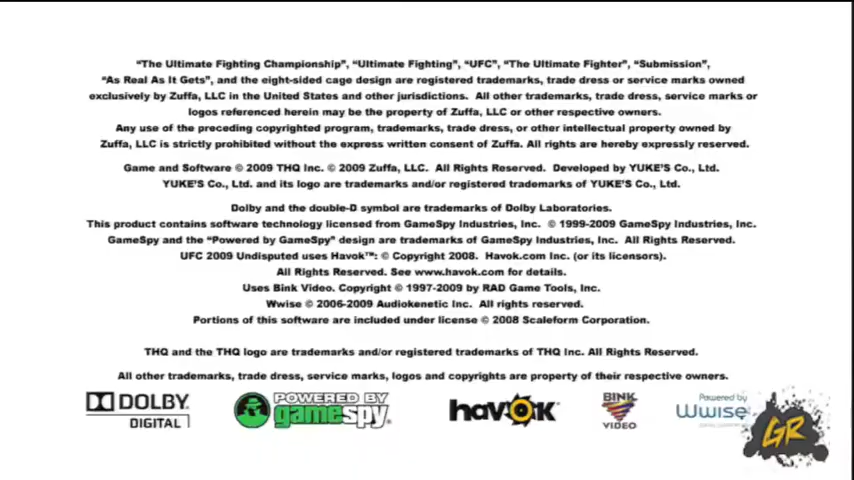 “The Ultimate Fighting Championship”, “Ultimate Fighting”, “UFC”, “The Ultimate Fighter”, “Submission”,
“As Real As It Gets”, and the eight-sided cage design are registered trademarks, trade dress or service marks owned
exclusively by Zuffa, LLC in the United States and other jurisdictions.  All other trademarks, trade dress, service marks or
logos referenced herein may be the property of Zuffa, LLC or other respective owners.
Any use of the preceding copyrighted program, trademarks, trade dress, or other intellectual property owned by
Zuffa, LLC is strictly prohibited without the express written consent of Zuffa. All rights are hereby expressly reserved.
Game and Software © 2009 THQ Inc. © 2009 Zuffa, LLC.  All Rights Reserved.  Developed by YUKE’S Co., Ltd.
YUKE’S Co., Ltd. and its logo are trademarks and/or registered trademarks of YUKE’S Co., Ltd.
Dolby and the double-D symbol are trademarks of Dolby Laboratories.
This product contains software technology licensed from GameSpy Industries, Inc.  © 1999-2009 GameSpy Industries, Inc.
GameSpy and the “Powered by GameSpy” design are trademarks of GameSpy Industries, Inc.  All Rights Reserved.
UFC 2009 Undisputed uses Havok™: © Copyright 2008.  Havok.com Inc. (or its licensors).
All Rights Reserved. See www.havok.com for details.
Uses Bink Video. Copyright © 1997-2009 by RAD Game Tools, Inc.
Wwise © 2006-2009 Audiokenetic Inc.  All rights reserved.
Portions of this software are included under license © 2008 Scaleform Corporation.
THQ and the THQ logo are trademarks and/or registered trademarks of THQ Inc. All Rights Reserved.
All other trademarks, trade dress, service marks, logos and copyrights are property of their respective owners.
DOLBY DIGITAL
POWERED BY gamespy
havok
BINK VIDEO
Powered by Wwise
GR